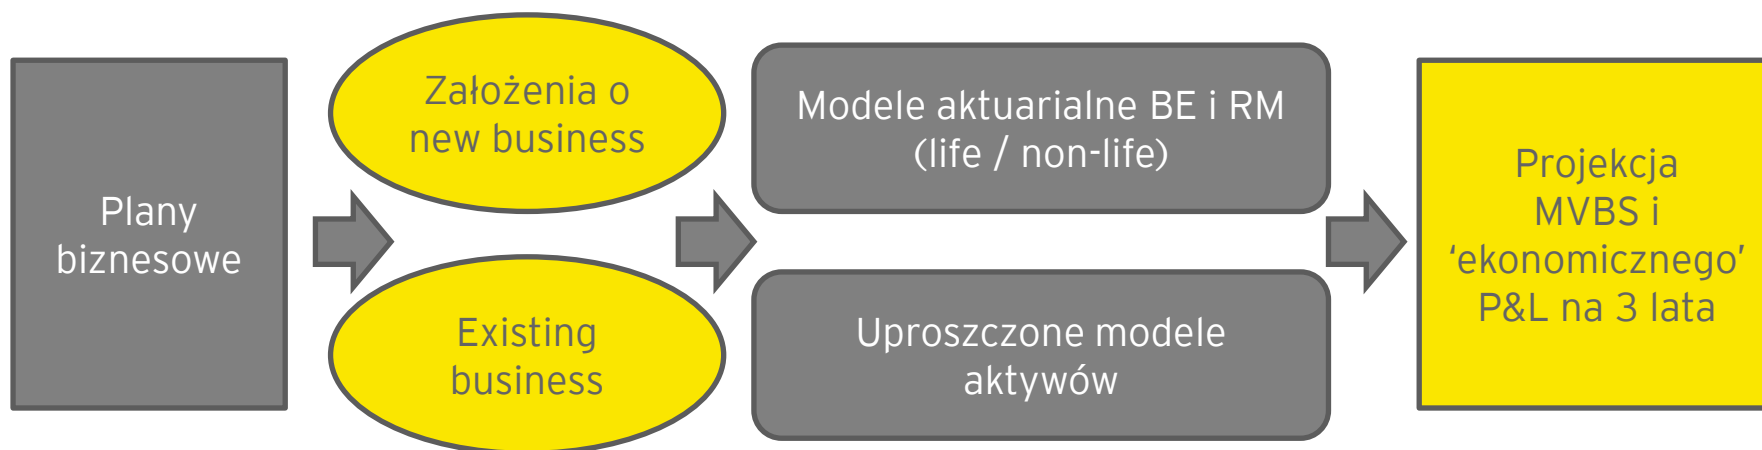 Plany
biznesowe
Założenia o
new business
Existing
business
Modele aktuarialne BE i RM
(life / non-life)
Uproszczone modele
aktywów
Projekcja
MVBS i
‘ekonomicznego’
P&L na 3 lata